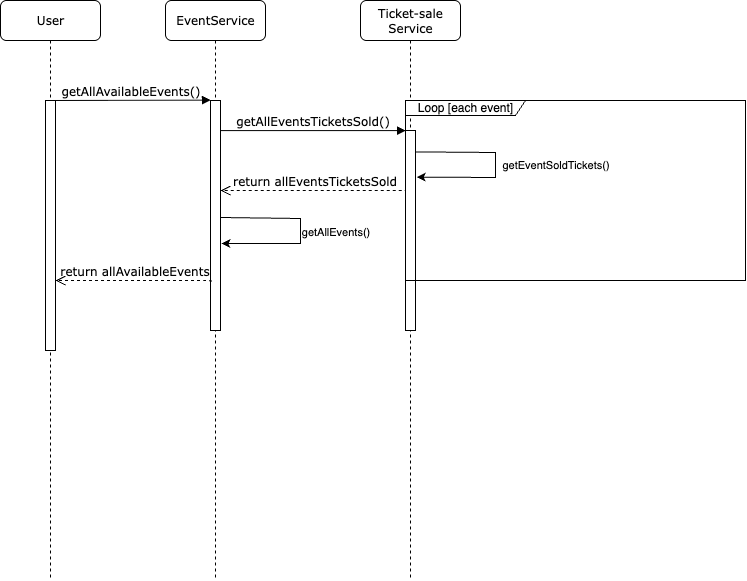 User
EventService
Ticket-sale
Service
getAllAvailableEvents()
Loop [each event]
getAllEventsTicketsSold()
getEventSoldTickets()
return allEventsTicketsSold
getAllEvents()
return allAvailableEvents